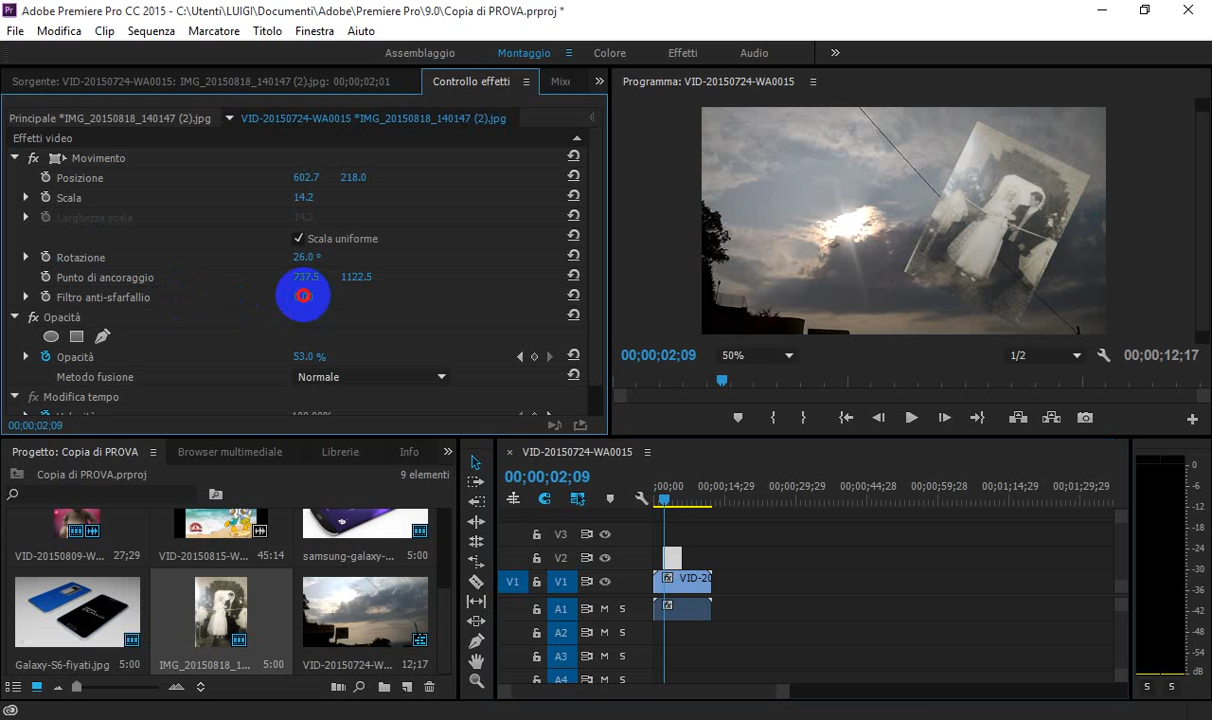 Adobe Premiere Pro CC 2015 - C:\Utenti\LUIGI\Documenti\Adobe\Premiere Pro\9.0\Copia di PROVA.prproj *
File Modifica Clip Sequenza Marcatore Titolo Finestra Aiuto
Assemblaggio Montaggio Colore Effetti Audio
Sorgente: VID-20150724-WA0015: IMG_20150818_140147 (2).jpg: 00;00;02;01 Controllo effetti Mixe
Programma: VID-20150724-WA0015
Principale *IMG_20150818_140147 (2).jpg VID-20150724-WA0015 *IMG_20150818_140147 (2).jpg
Effetti video
fx Movimento
Posizione 602.7 218.0
Scala 14.2
Larghezza scala 14.2
Scala uniforme
Rotazione 26.0 °
Punto di ancoraggio 737.5 1122.5
Filtro anti-sfarfallio
fx Opacità
Opacità 53.0 %
Metodo fusione Normale
Modifica tempo
Velocità 100.00%
00;00;02;09
00;00;02;09 50% 1/2 00;00;12;17
Progetto: Copia di PROVA Browser multimediale Librerie Info
Copia di PROVA.prproj 9 elementi
VID-20150809-W... 27;29 VID-20150815-W... 45:14 samsung-galaxy-... 5:00
Galaxy-S6-fiyati.jpg 5:00 IMG_20150818_1... 5:00 VID-20150724-W... 12;17
× VID-20150724-WA0015
00;00;02;09
;00;00 00;00;14;29 00;00;29;29 00;00;44;28 00;00;59;28 00;01;14;29 00;01;29;29
V3
V2
V1 V1 fx VID-20
A1 M S fx
A2 M S
A3 M S
A4 M S
0
-6
-12
-18
-24
-30
-36
-42
-48
-54
dB
S S